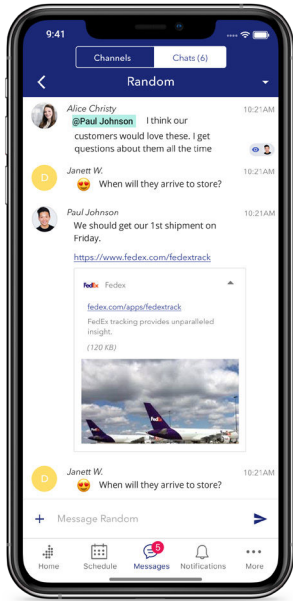 9:41
Channels
Chats (6)
Random
Alice Christy
10:21AM
@Paul Johnson I think our
customers would love these. I get
questions about them all the time
Janett W.
10:21AM
D
When will they arrive to store?
Paul Johnson
10:21AM
We should get our 1st shipment on
Friday.
https://www.fedex.com/fedextrack
FedEx Fedex
fedex.com/apps/fedextrack
FedEx tracking provides unparalleled
insight.
(120 KB)
Janett W.
10:21AM
D
When will they arrive to store?
+ Message Random
5
Home
Schedule
Messages
Notifications
More